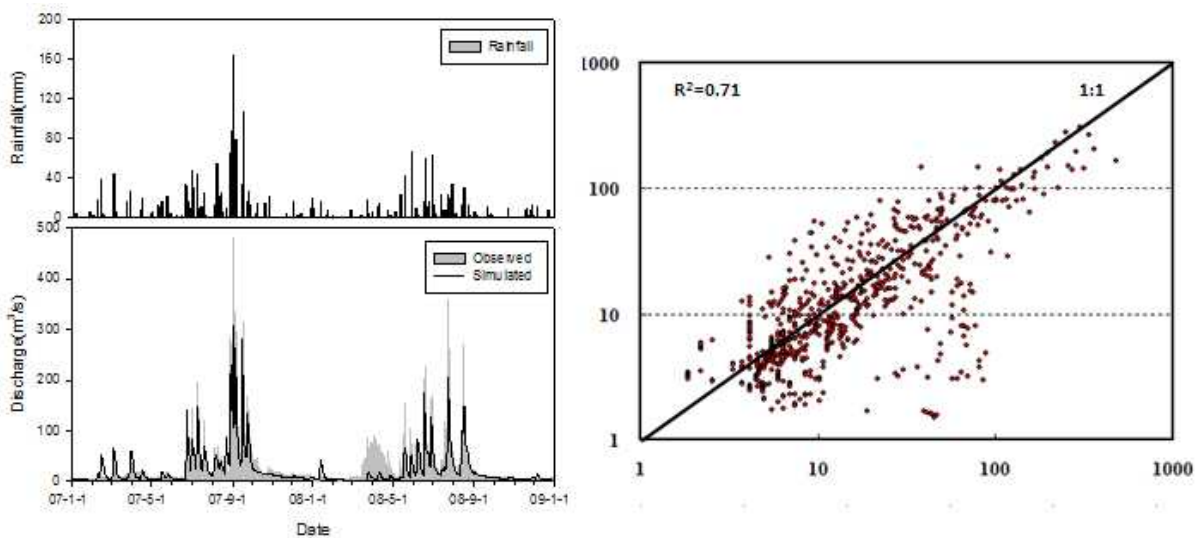 200
160
120
80
40
0
Rainfall(mm)
Rainfall
500
400
300
200
100
0
Discharge(m³/s)
Observed
Simulated
07-1-1 07-5-1 07-9-1 08-1-1 08-5-1 08-9-1 09-1-1
Date
1000
100
10
1
R²=0.71
1:1
1 10 100 1000